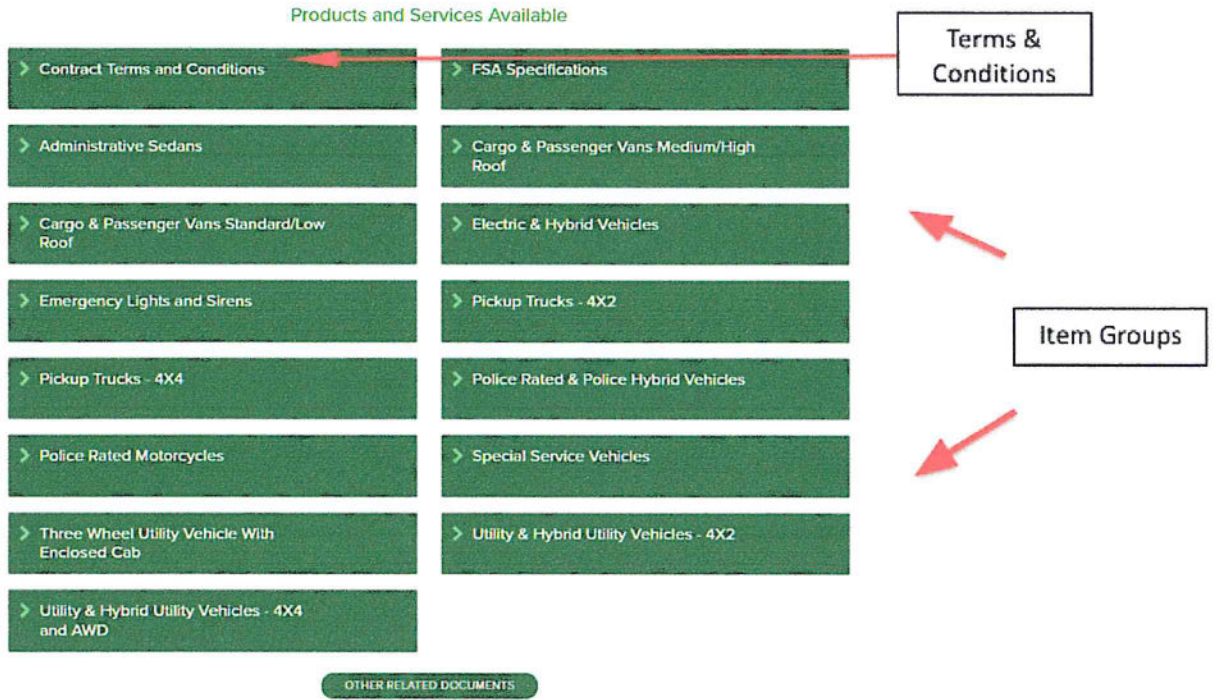 Products and Services Available
Terms &
Conditions
Contract Terms and Conditions
FSA Specifications
Administrative Sedans
Cargo & Passenger Vans Medium/High
Roof
Cargo & Passenger Vans Standard/Low
Roof
Electric & Hybrid Vehicles
Emergency Lights and Sirens
Pickup Trucks - 4X2
Item Groups
Pickup Trucks - 4X4
Police Rated & Police Hybrid Vehicles
Police Rated Motorcycles
Special Service Vehicles
Three Wheel Utility Vehicle With
Enclosed Cab
Utility & Hybrid Utility Vehicles - 4X2
Utility & Hybrid Utility Vehicles - 4X4
and AWD
OTHER RELATED DOCUMENTS